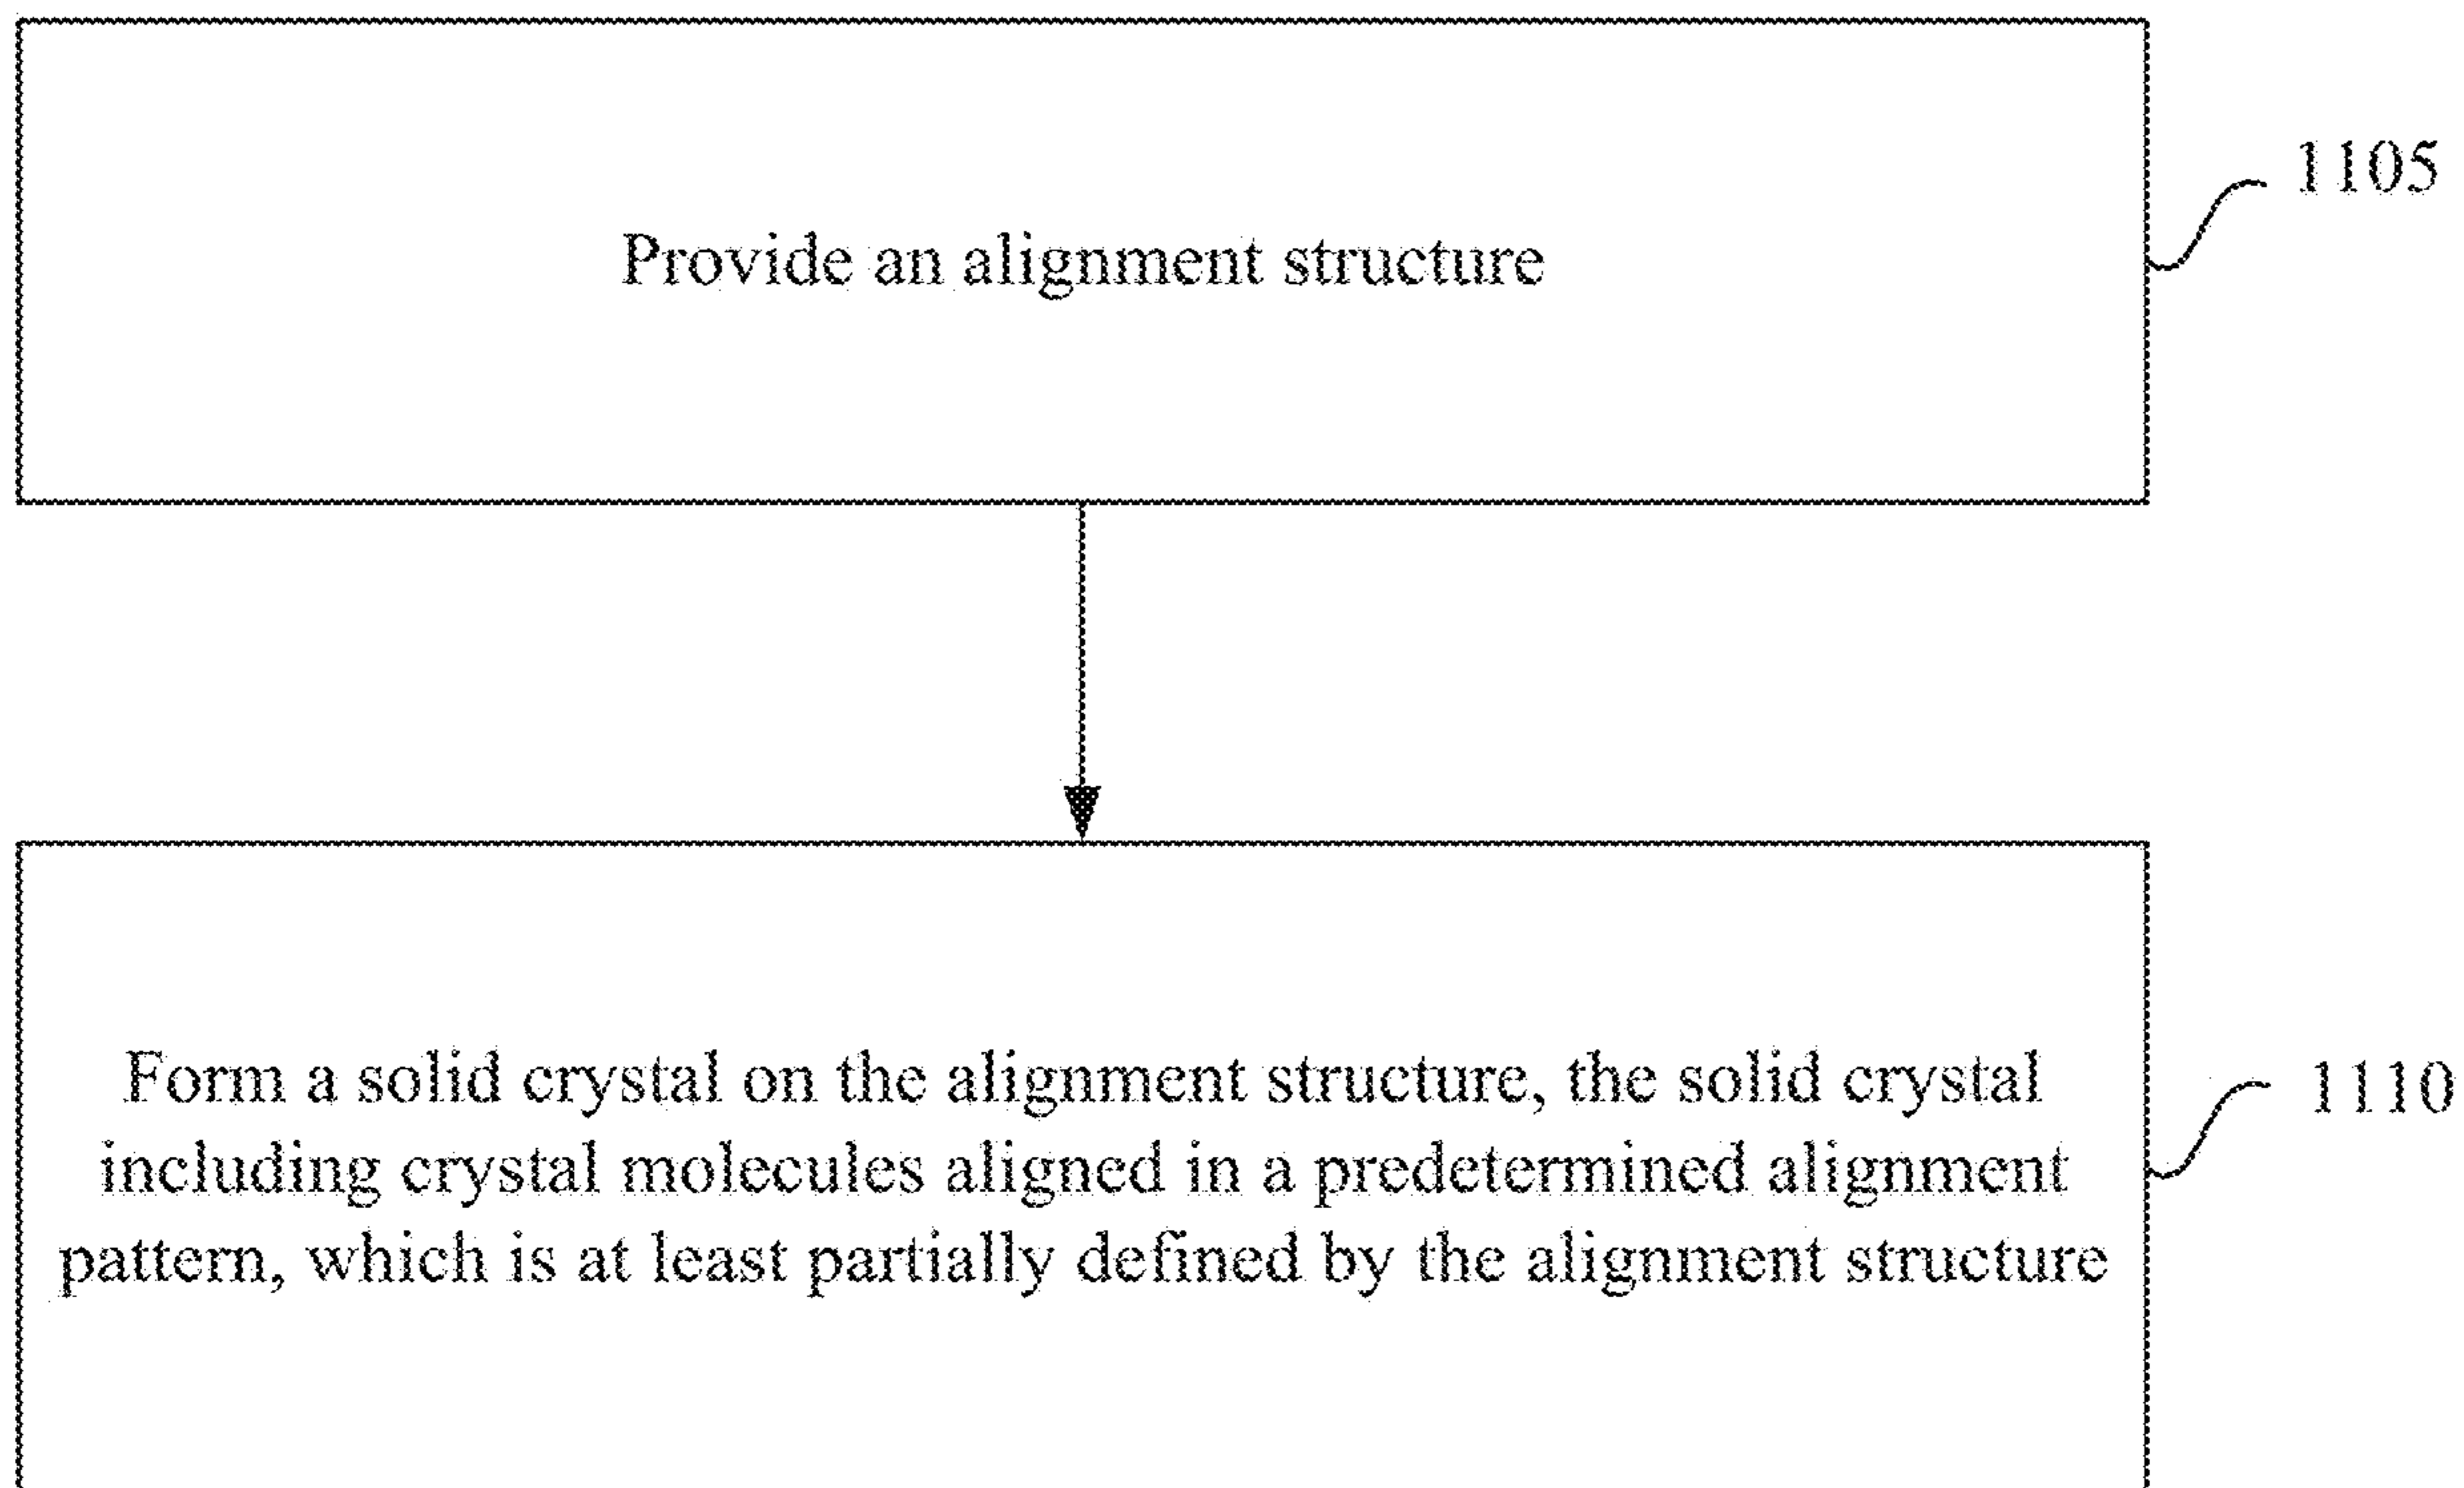 Provide an alignment structure
1105
Form a solid crystal on the alignment structure, the solid crystal
including crystal molecules aligned in a predetermined alignment
pattern, which is at least partially defined by the alignment structure
1110